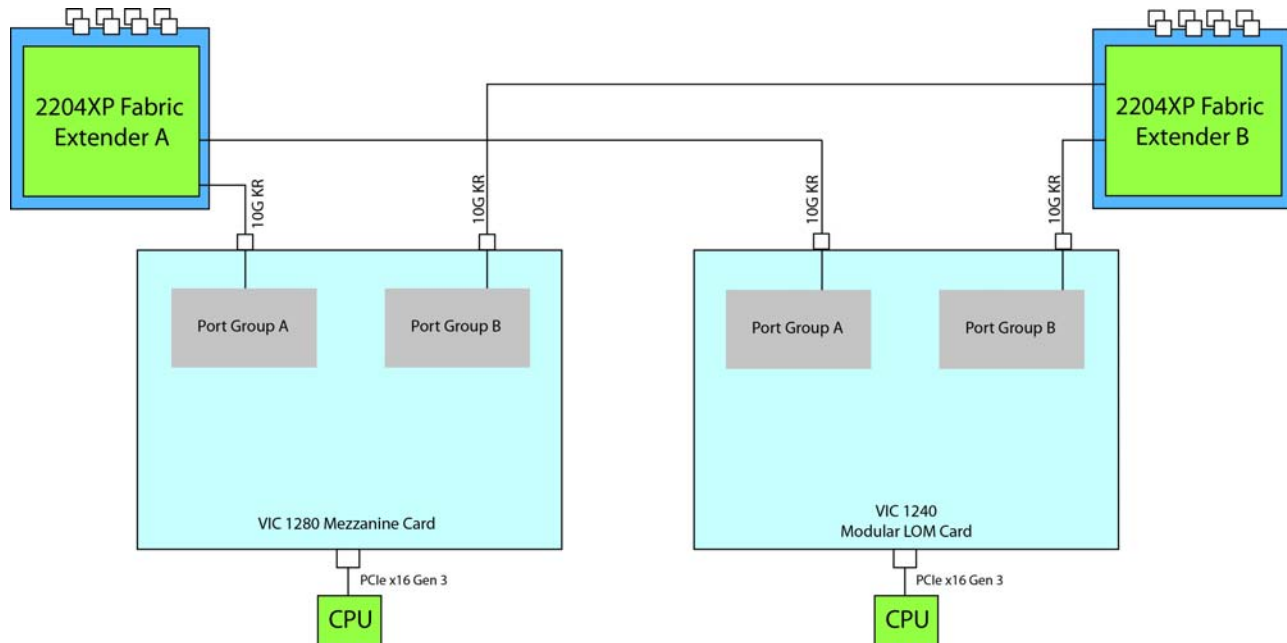 2204XP Fabric
Extender A
2204XP Fabric
Extender B
10G KR
10G KR
10G KR
10G KR
Port Group A
Port Group B
Port Group A
Port Group B
VIC 1280 Mezzanine Card
VIC 1240
Modular LOM Card
PCIe x16 Gen 3
PCIe x16 Gen 3
CPU
CPU